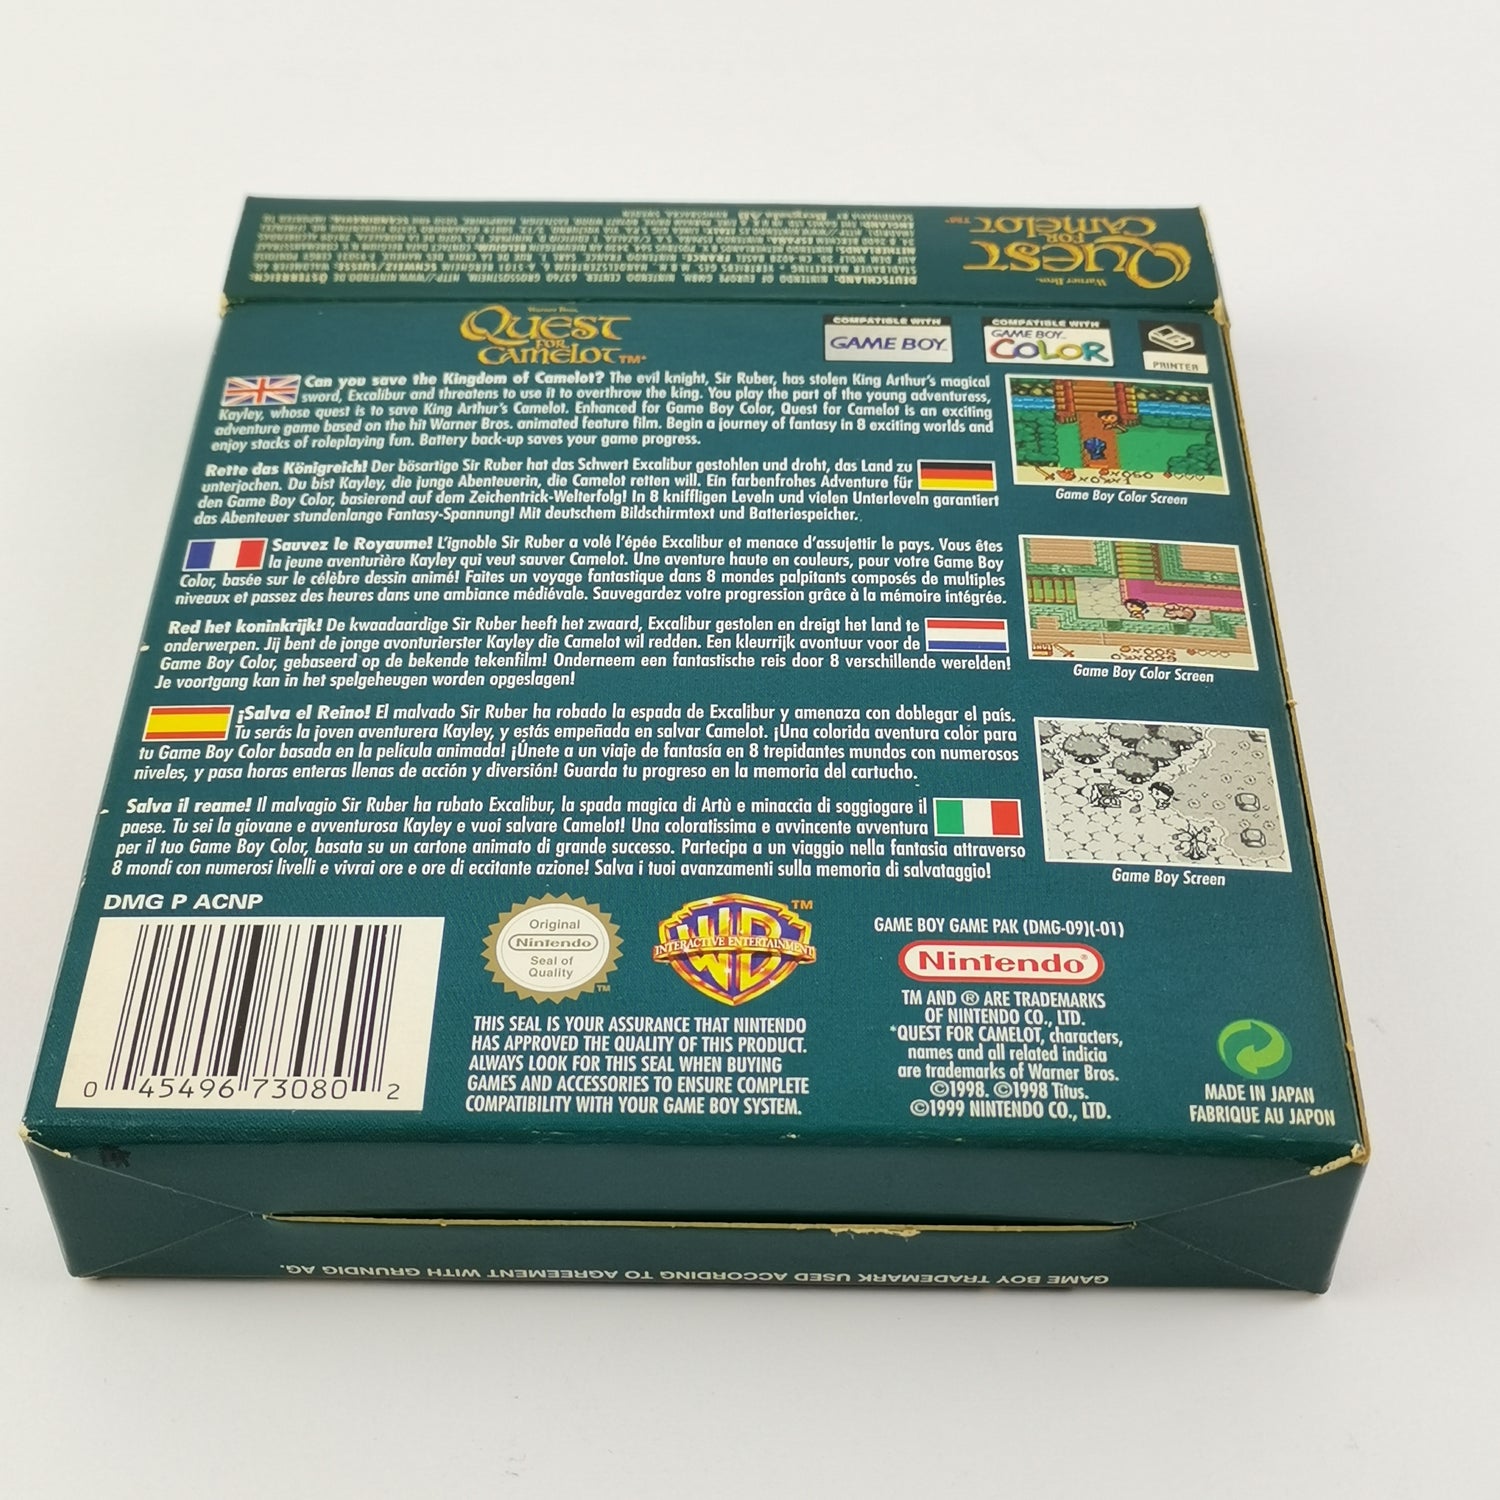 Warner Bros.
QUEST
FOR
CAMELOT™*
DEUTSCHLAND: NINTENDO OF EUROPE GMBH, NINTENDO CENTER, 63760 GROSSOSTHEIM
ÖSTERREICH:
Warner Bros.
QUEST
FOR
CAMELOT™*
COMPATIBLE WITH
GAME BOY™
COMPATIBLE WITH
GAME BOY™
COLOR
PRINTER
Can you save the Kingdom of Camelot? The evil knight, Sir Ruber, has stolen King Arthur's magical
sword, Excalibur and threatens to use it to overthrow the king. You play the part of the young adventuress,
Kayley, whose quest is to save King Arthur's Camelot. Enhanced for Game Boy Color, Quest for Camelot is an exciting
adventure game based on the hit Warner Bros. animated feature film. Begin a journey of fantasy in 8 exciting worlds and
enjoy stacks of roleplaying fun. Battery back-up saves your game progress.
Rette das Königreich! Der bösartige Sir Ruber hat das Schwert Excalibur gestohlen und droht, das Land zu
unterjochen. Du bist Kayley, die junge Abenteuerin, die Camelot retten will. Ein farbenfrohes Adventure für
den Game Boy Color, basierend auf dem Zeichentrick-Welterfolg! In 8 kniffligen Leveln und vielen Unterleveln garantiert
das Abenteuer stundenlange Fantasy-Spannung! Mit deutschem Bildschirmtext und Batteriespeicher.
Game Boy Color Screen
Sauvez le Royaume! L'ignoble Sir Ruber a volé l'épée Excalibur et menace d'assujettir le pays. Vous êtes
la jeune aventurière Kayley qui veut sauver Camelot. Une aventure haute en couleurs, pour votre Game Boy
Color, basée sur le célèbre dessin animé! Faites un voyage fantastique dans 8 mondes palpitants composés de multiples
niveaux et passez des heures dans une ambiance médiévale. Sauvegardez votre progression grâce à la mémoire intégrée.
Red het koninkrijk! De kwaadaardige Sir Ruber heeft het zwaard, Excalibur gestolen en dreigt het land te
onderwerpen. Jij bent de jonge avonturierster Kayley die Camelot wil redden. Een kleurrijk avontuur voor de
Game Boy Color, gebaseerd op de bekende tekenfilm! Onderneem een fantastische reis door 8 verschillende werelden!
Je voortgang kan in het spelgeheugen worden opgeslagen!
Game Boy Color Screen
¡Salva el Reino! El malvado Sir Ruber ha robado la espada de Excalibur y amenaza con doblegar el país.
Tu serás la joven aventurera Kayley, y estás empeñada en salvar Camelot. ¡Una colorida aventura color para
tu Game Boy Color basada en la película animada! ¡Únete a un viaje de fantasía en 8 trepidantes mundos con numerosos
niveles, y pasa horas enteras llenas de acción y diversión! Guarda tu progreso en la memoria del cartucho.
Salva il reame! Il malvagio Sir Ruber ha rubato Excalibur, la spada magica di Artù e minaccia di soggiogare il
paese. Tu sei la giovane e avventurosa Kayley e vuoi salvare Camelot! Una coloratissima e avvincente avventura
per il tuo Game Boy Color, basata su un cartone animato di grande successo. Partecipa a un viaggio nella fantasia attraverso
8 mondi con numerosi livelli e vivrai ore e ore di eccitante azione! Salva i tuoi avanzamenti sulla memoria di salvataggio!
Game Boy Screen
DMG P ACNP
0 45496 73080 2
Original
Nintendo
Seal of
Quality
TM
WB
INTERACTIVE ENTERTAINMENT
TM
THIS SEAL IS YOUR ASSURANCE THAT NINTENDO
HAS APPROVED THE QUALITY OF THIS PRODUCT.
ALWAYS LOOK FOR THIS SEAL WHEN BUYING
GAMES AND ACCESSORIES TO ENSURE COMPLETE
COMPATIBILITY WITH YOUR GAME BOY SYSTEM.
GAME BOY GAME PAK (DMG-09)(-01)
Nintendo®
TM AND ® ARE TRADEMARKS
OF NINTENDO CO., LTD.
*QUEST FOR CAMELOT, characters,
names and all related indicia
are trademarks of Warner Bros.
©1998. ©1998 Titus.
©1999 NINTENDO CO., LTD.
MADE IN JAPAN
FABRIQUE AU JAPON
GAME BOY TRADEMARK USED ACCORDING TO AGREEMENT WITH GRUNDIG AG.